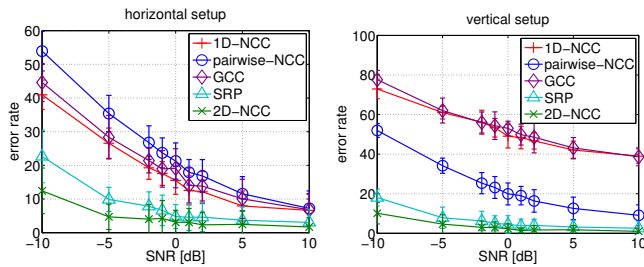 horizontal setup
60
50
40
30
20
10
0
−10
−5
0
5
10
error rate
SNR [dB]
1D−NCC
pairwise−NCC
GCC
SRP
2D−NCC
vertical setup
100
80
60
40
20
0
−10
−5
0
5
10
error rate
SNR [dB]
1D−NCC
pairwise−NCC
GCC
SRP
2D−NCC